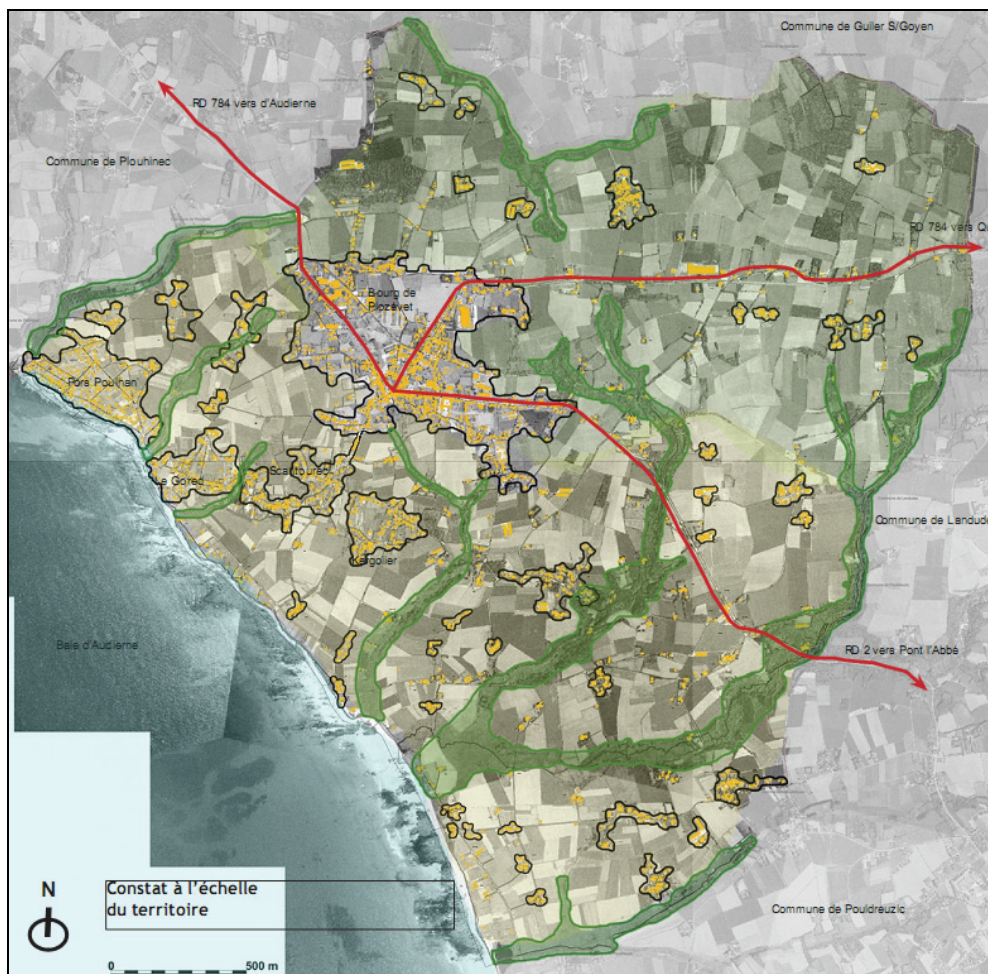 Commune de Guiler S/Goyen
RD 784 vers d'Audierne
Commune de Plouhinec
RD 784 vers
Bourg de
Plozévet
Pors Poulhan
Le Gored
Scantourec
Kergolier
Commune de Landude
Baie d'Audierne
RD 2 vers Pont l'Abbé
Constat à l'échelle
du territoire
N
Commune de Pouldreuzic
0 500 m